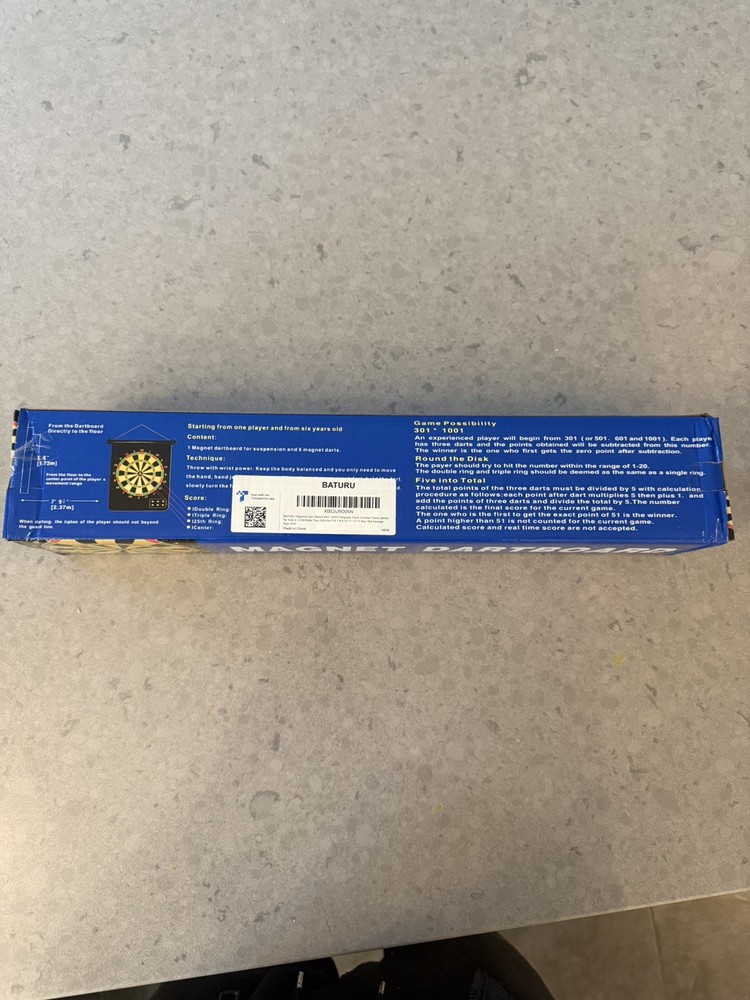 From the Dartboard
Directly to the floor
5' 8"
[1.72m]
From the floor to the
center point of the player's
movement range
7' 9"
[2.37m]
When darting, the tiptoe of the player should not beyond
the goual line
Starting from one player and from six years old
Content:
1 Magnet dartboard for suspension and 6 magnet darts.
Technique:
Throw with wrist power. Keep the body balanced and you only need to move
the hand, hand
slowly turn the
Score:
Double Ring:
Triple Ring:
25th Ring
Center:
BATURU
Scan with the
Transparency app
X002U9OO5N
Made in China
NEW
Game Possibility
301 * 1001
An experienced player will begin from 301 (or 501. 601 and 1001). Each playe
has three darts and the points obtained will be subtracted from this number.
The winner is the one who first gets the zero point after subtraction.
Round the Disk
The payer should try to hit the number within the range of 1-20.
The double ring and triple ring should be deemed as the same as a single ring.
Five into Total
The total points of the three darts must be divided by 5 with calculation
procedure as follows:each point after dart multiplies 5 then plus 1. and
add the points of three darts and divide the total by 5.The number
calculated is the final score for the current game.
The one who is the first to get the exact point of 51 is the winner.
A point higher than 51 is not counted for the current game.
Calculated score and real time score are not accepted.
MAGNET